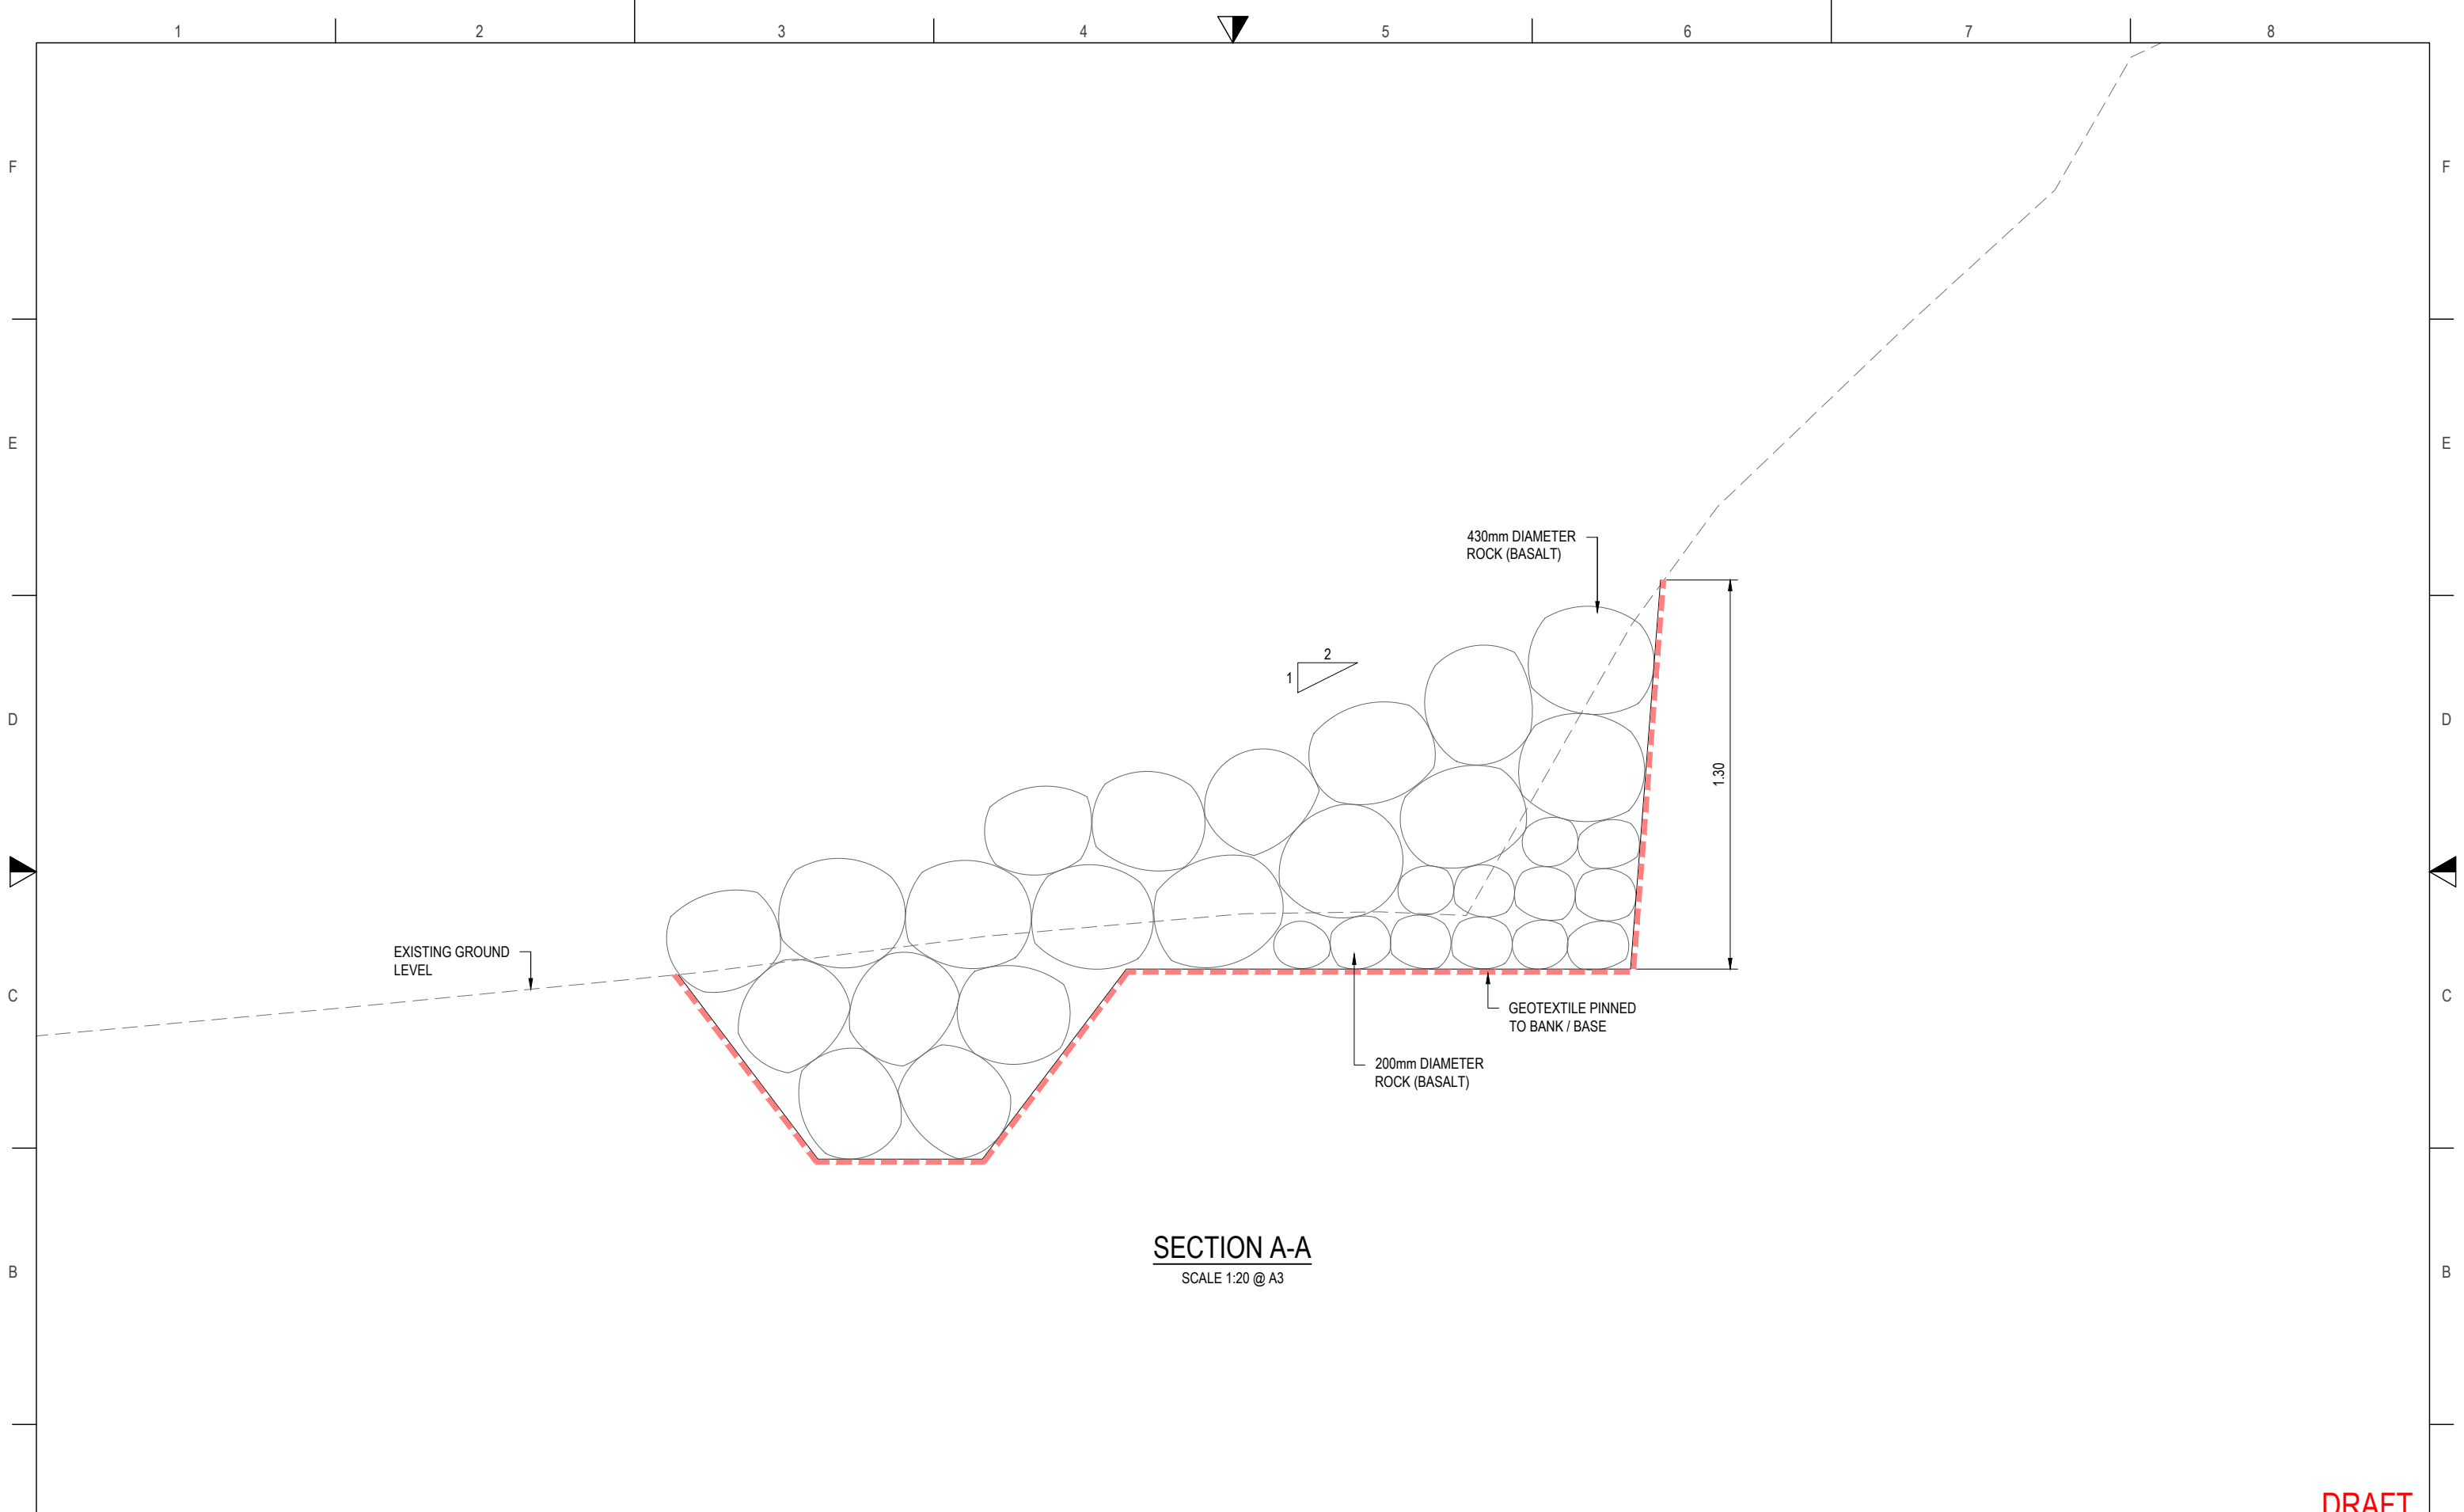 1 2 3 4 5 6 7 8
F F
E E
430mm DIAMETER
ROCK (BASALT)
2
1
D D
1.30
EXISTING GROUND
LEVEL
C C
GEOTEXTILE PINNED
TO BANK / BASE
200mm DIAMETER
ROCK (BASALT)
SECTION A-A
SCALE 1:20 @ A3
B B
DRAFT